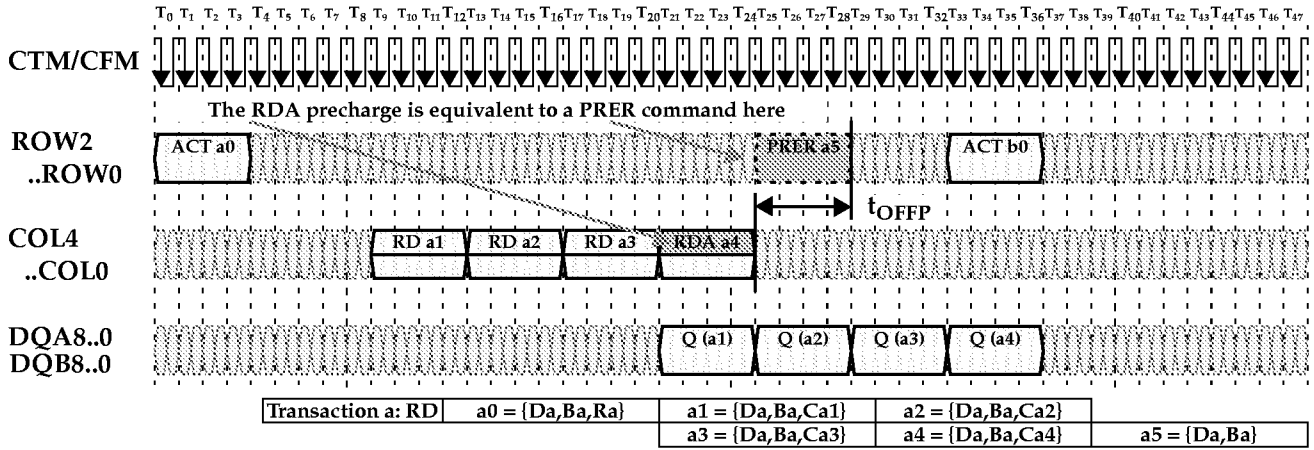 T0 T1 T2 T3 T4 T5 T6 T7 T8 T9 T10 T11 T12 T13 T14 T15 T16 T17 T18 T19 T20 T21 T22 T23 T24 T25 T26 T27 T28 T29 T30 T31 T32 T33 T34 T35 T36 T37 T38 T39 T40 T41 T42 T43 T44 T45 T46 T47
CTM/CFM
The RDA precharge is equivalent to a PRER command here
ROW2 ACT a0 PRER a5 ACT b0
..ROW0
tOFFP
COL4 RD a1 RD a2 RD a3 RDA a4
..COL0
DQA8..0 Q (a1) Q (a2) Q (a3) Q (a4)
DQB8..0
Transaction a: RD a0 = {Da,Ba,Ra} a1 = {Da,Ba,Ca1} a2 = {Da,Ba,Ca2}
a3 = {Da,Ba,Ca3} a4 = {Da,Ba,Ca4} a5 = {Da,Ba}